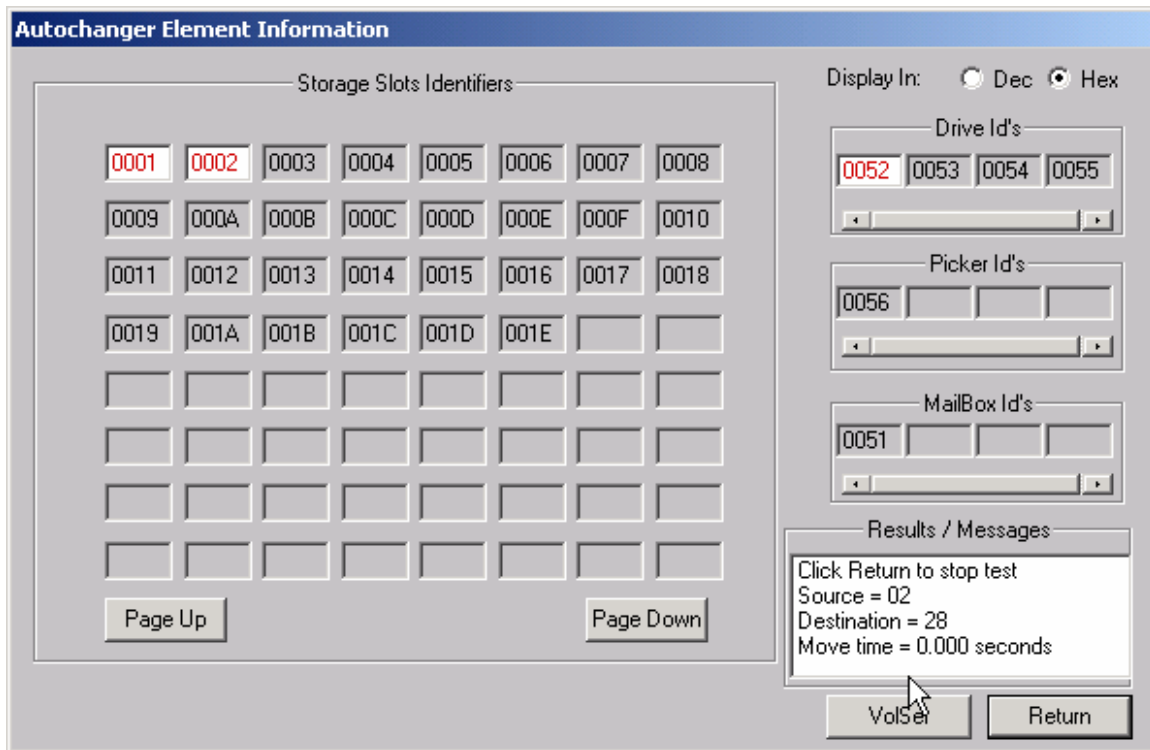 Autochanger Element Information
Storage Slots Identifiers
0001 0002 0003 0004 0005 0006 0007 0008
0009 000A 000B 000C 000D 000E 000F 0010
0011 0012 0013 0014 0015 0016 0017 0018
0019 001A 001B 001C 001D 001E
Page Up Page Down
Display In: Dec Hex
Drive Id's
0052 0053 0054 0055
Picker Id's
0056
MailBox Id's
0051
Results / Messages
Click Return to stop test
Source = 02
Destination = 28
Move time = 0.000 seconds
VolSer Return